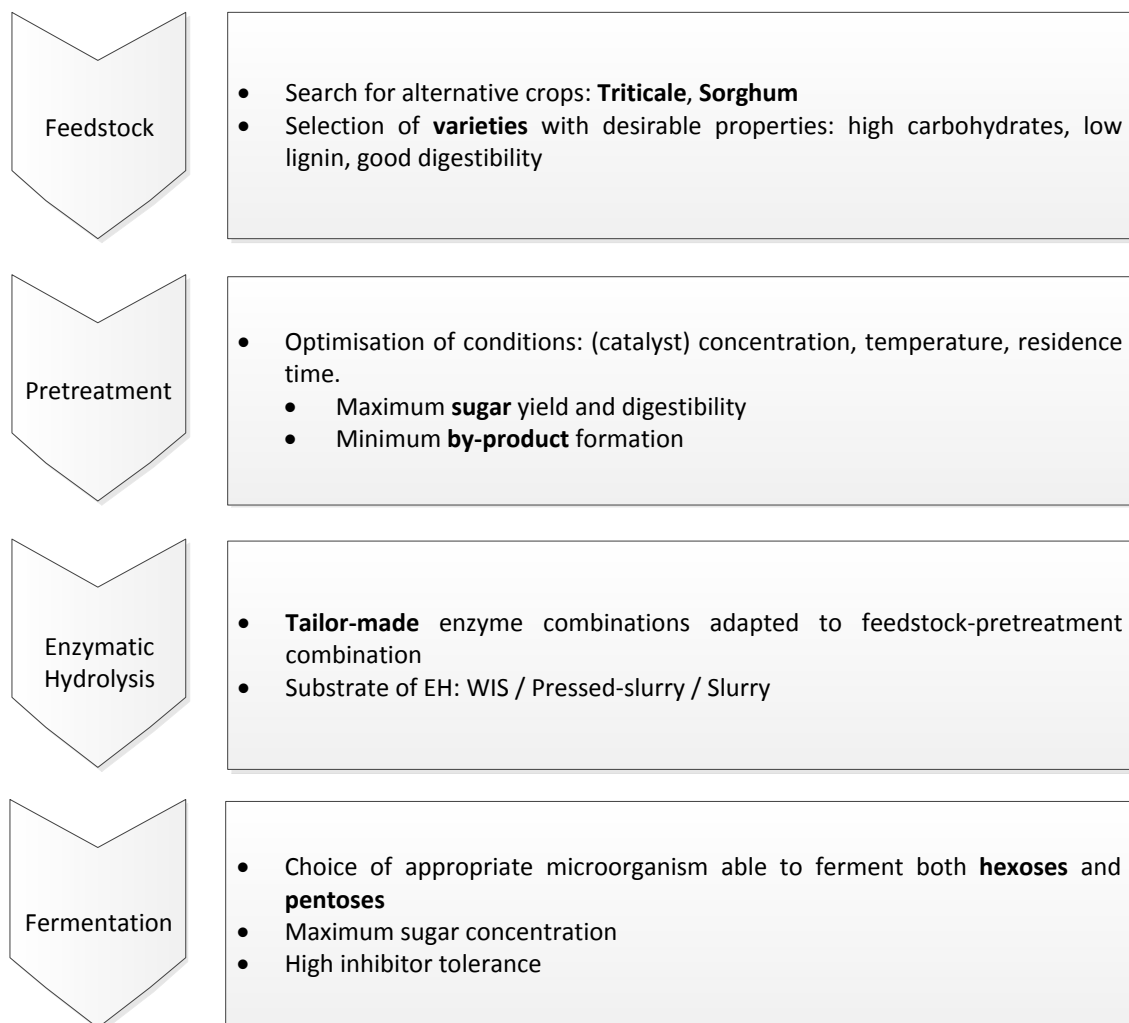 Feedstock
• Search for alternative crops: Triticale, Sorghum
• Selection of varieties with desirable properties: high carbohydrates, low
lignin, good digestibility
Pretreatment
• Optimisation of conditions: (catalyst) concentration, temperature, residence
time.
• Maximum sugar yield and digestibility
• Minimum by-product formation
Enzymatic
Hydrolysis
• Tailor-made enzyme combinations adapted to feedstock-pretreatment
combination
• Substrate of EH: WIS / Pressed-slurry / Slurry
Fermentation
• Choice of appropriate microorganism able to ferment both hexoses and
pentoses
• Maximum sugar concentration
• High inhibitor tolerance